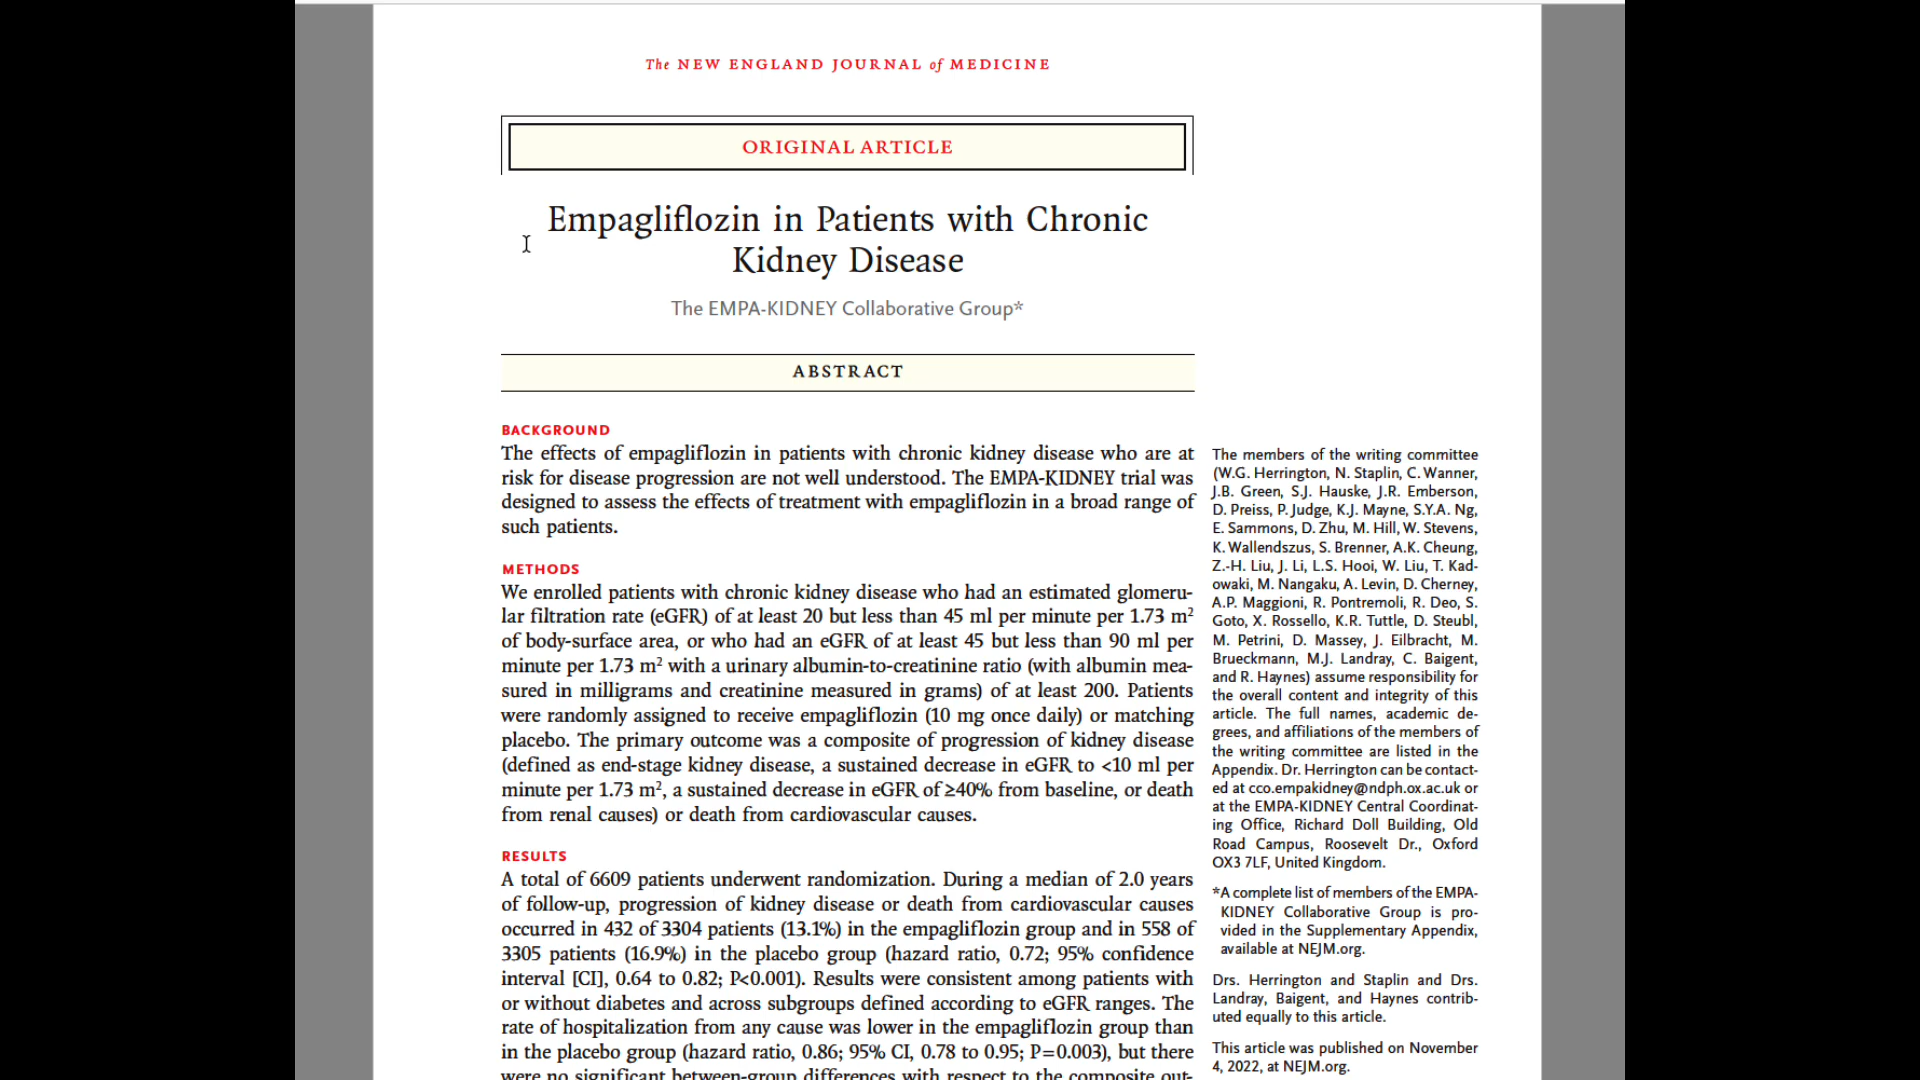 The NEW ENGLAND JOURNAL of MEDICINE
ORIGINAL ARTICLE
Empagliflozin in Patients with Chronic
Kidney Disease
The EMPA-KIDNEY Collaborative Group*
ABSTRACT
BACKGROUND
The effects of empagliflozin in patients with chronic kidney disease who are at
risk for disease progression are not well understood. The EMPA-KIDNEY trial was
designed to assess the effects of treatment with empagliflozin in a broad range of
such patients.
METHODS
We enrolled patients with chronic kidney disease who had an estimated glomeru-
lar filtration rate (eGFR) of at least 20 but less than 45 ml per minute per 1.73 m²
of body-surface area, or who had an eGFR of at least 45 but less than 90 ml per
minute per 1.73 m² with a urinary albumin-to-creatinine ratio (with albumin mea-
sured in milligrams and creatinine measured in grams) of at least 200. Patients
were randomly assigned to receive empagliflozin (10 mg once daily) or matching
placebo. The primary outcome was a composite of progression of kidney disease
(defined as end-stage kidney disease, a sustained decrease in eGFR to <10 ml per
minute per 1.73 m², a sustained decrease in eGFR of ≥40% from baseline, or death
from renal causes) or death from cardiovascular causes.
RESULTS
A total of 6609 patients underwent randomization. During a median of 2.0 years
of follow-up, progression of kidney disease or death from cardiovascular causes
occurred in 432 of 3304 patients (13.1%) in the empagliflozin group and in 558 of
3305 patients (16.9%) in the placebo group (hazard ratio, 0.72; 95% confidence
interval [CI], 0.64 to 0.82; P<0.001). Results were consistent among patients with
or without diabetes and across subgroups defined according to eGFR ranges. The
rate of hospitalization from any cause was lower in the empagliflozin group than
in the placebo group (hazard ratio, 0.86; 95% CI, 0.78 to 0.95; P=0.003), but there
were no significant between-group differences with respect to the composite out-
The members of the writing committee
(W.G. Herrington, N. Staplin, C. Wanner,
J.B. Green, S.J. Hauske, J.R. Emberson,
D. Preiss, P. Judge, K.J. Mayne, S.Y.A. Ng,
E. Sammons, D. Zhu, M. Hill, W. Stevens,
K. Wallendszus, S. Brenner, A.K. Cheung,
Z.-H. Liu, J. Li, L.S. Hooi, W. Liu, T. Kad-
owaki, M. Nangaku, A. Levin, D. Cherney,
A.P. Maggioni, R. Pontremoli, R. Deo, S.
Goto, X. Rossello, K.R. Tuttle, D. Steubl,
M. Petrini, D. Massey, J. Eilbracht, M.
Brueckmann, M.J. Landray, C. Baigent,
and R. Haynes) assume responsibility for
the overall content and integrity of this
article. The full names, academic de-
grees, and affiliations of the members of
the writing committee are listed in the
Appendix. Dr. Herrington can be contact-
ed at cco.empakidney@ndph.ox.ac.uk or
at the EMPA-KIDNEY Central Coordinat-
ing Office, Richard Doll Building, Old
Road Campus, Roosevelt Dr., Oxford
OX3 7LF, United Kingdom.
*A complete list of members of the EMPA-
KIDNEY Collaborative Group is pro-
vided in the Supplementary Appendix,
available at NEJM.org.
Drs. Herrington and Staplin and Drs.
Landray, Baigent, and Haynes contrib-
uted equally to this article.
This article was published on November
4, 2022, at NEJM.org.